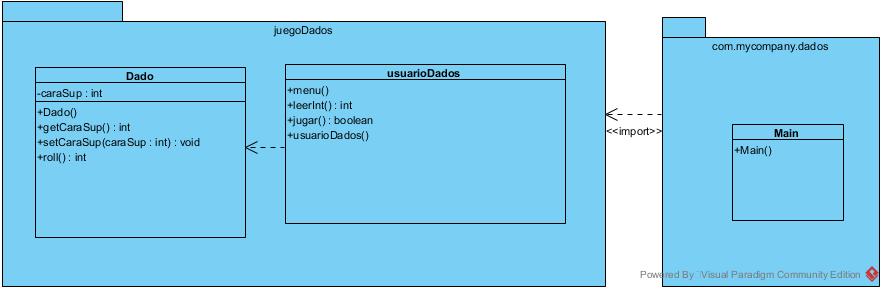 juegoDados
Dado
-caraSup : int
+Dado()
+getCaraSup() : int
+setCaraSup(caraSup : int) : void
+roll() : int
usuarioDados
+menu()
+leerInt() : int
+jugar() : boolean
+usuarioDados()
<<import>>
com.mycompany.dados
Main
+Main()
Powered By Visual Paradigm Community Edition